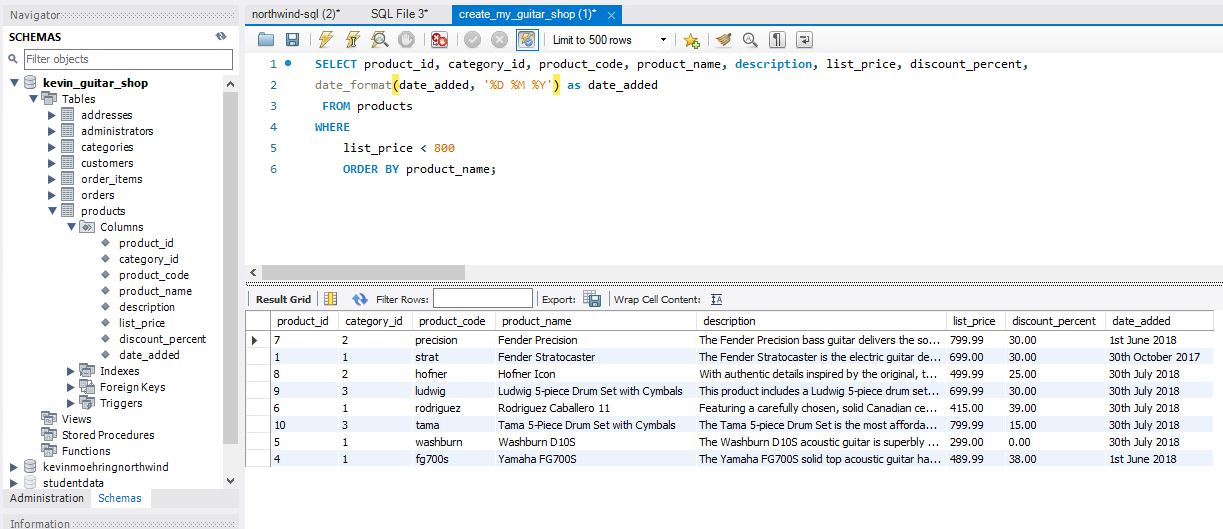 Navigator
northwind-sql (2)* SQL File 3* create_my_guitar_shop (1)* ×
SCHEMAS
Limit to 500 rows
Filter objects
kevin_guitar_shop
Tables
addresses
administrators
categories
customers
order_items
orders
products
Columns
product_id
category_id
product_code
product_name
description
list_price
discount_percent
date_added
Indexes
Foreign Keys
Triggers
Views
Stored Procedures
Functions
kevinmoehringnorthwind
studentdata
Administration Schemas
Information
1 SELECT product_id, category_id, product_code, product_name, description, list_price, discount_percent,
2 date_format(date_added, '%D %M %Y') as date_added
3 FROM products
4 WHERE
5 list_price < 800
6 ORDER BY product_name;
Result Grid Filter Rows: Export: Wrap Cell Content: IA
product_id category_id product_code product_name description list_price discount_percent date_added
7 2 precision Fender Precision The Fender Precision bass guitar delivers the so... 799.99 30.00 1st June 2018
1 1 strat Fender Stratocaster The Fender Stratocaster is the electric guitar de... 699.00 30.00 30th October 2017
8 2 hofner Hofner Icon With authentic details inspired by the original, t... 499.99 25.00 30th July 2018
9 3 ludwig Ludwig 5-piece Drum Set with Cymbals This product includes a Ludwig 5-piece drum set... 699.99 30.00 30th July 2018
6 1 rodriguez Rodriguez Caballero 11 Featuring a carefully chosen, solid Canadian ce... 415.00 39.00 30th July 2018
10 3 tama Tama 5-Piece Drum Set with Cymbals The Tama 5-piece Drum Set is the most afforda... 799.99 15.00 30th July 2018
5 1 washburn Washburn D10S The Washburn D10S acoustic guitar is superbly ... 299.00 0.00 30th July 2018
4 1 fg700s Yamaha FG700S The Yamaha FG700S solid top acoustic guitar ha... 489.99 38.00 1st June 2018